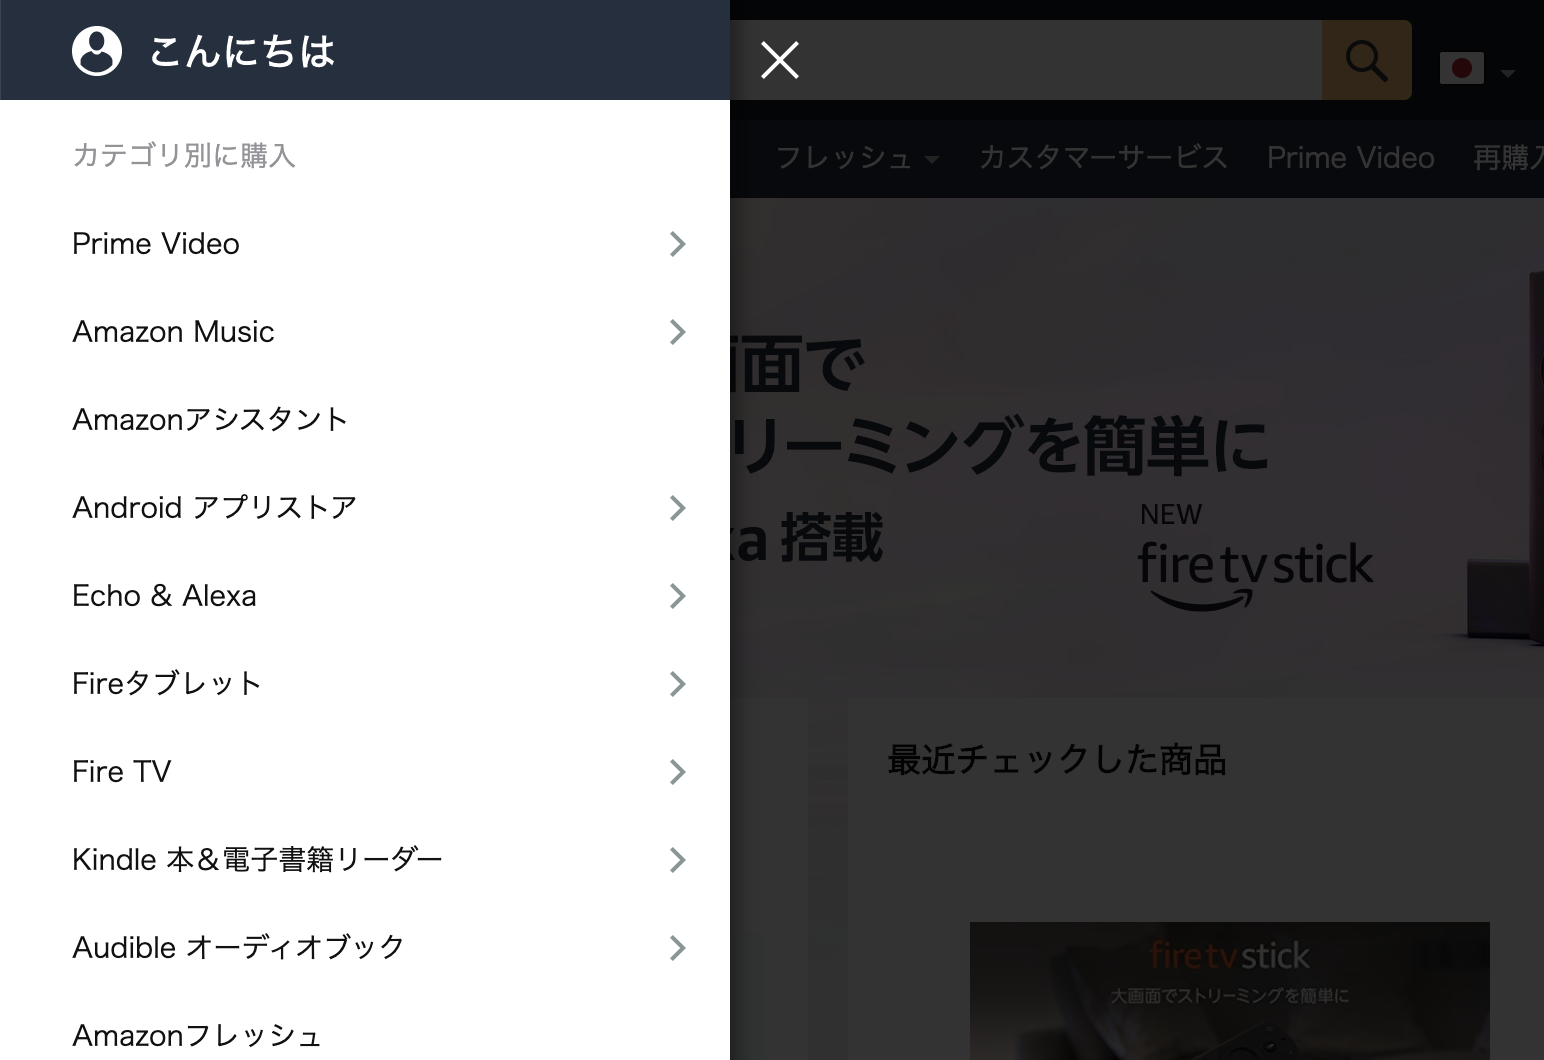 こんにちは
カテゴリ別に購入
Prime Video
Amazon Music
Amazonアシスタント
Android アプリストア
Echo & Alexa
Fireタブレット
Fire TV
Kindle 本＆電子書籍リーダー
Audible オーディオブック
Amazonフレッシュ
フレッシュ
カスタマーサービス
Prime Video
再購入
面で
リーミングを簡単に
a 搭載
NEW
fire tv stick
最近チェックした商品
fire tv stick
大画面でストリーミングを簡単に